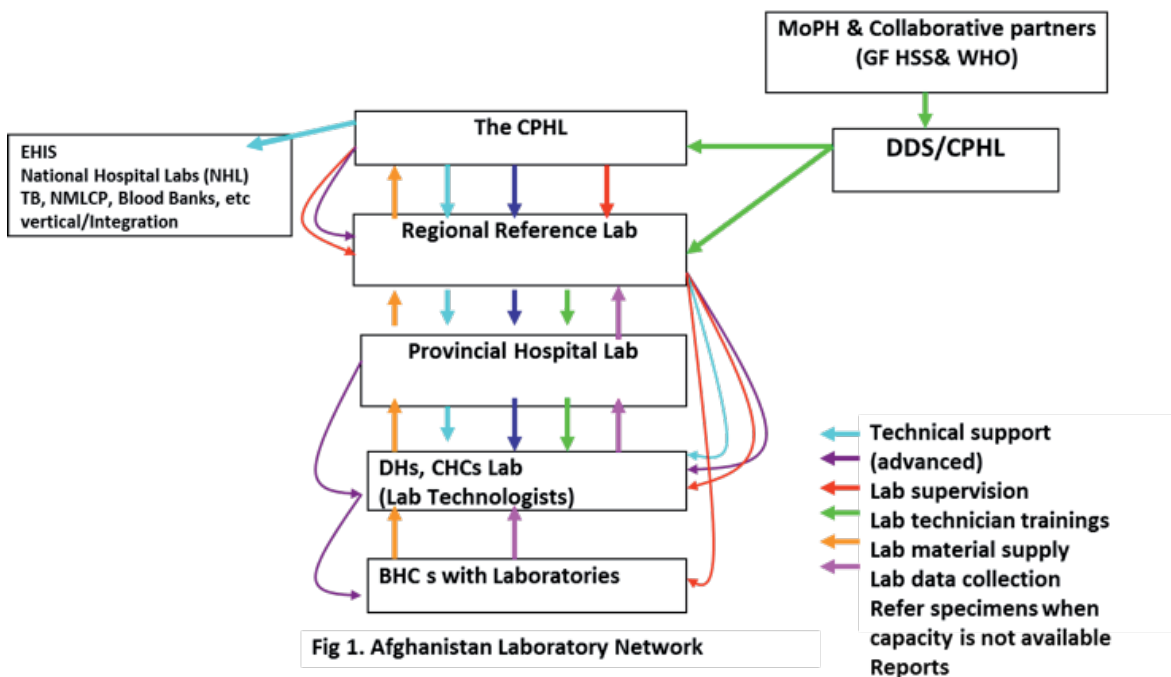 MoPH & Collaborative partners
(GF HSS& WHO)
The CPHL
DDS/CPHL
EHIS
National Hospital Labs (NHL)
TB, NMLCP, Blood Banks, etc
vertical/Integration
Regional Reference Lab
Provincial Hospital Lab
DHs, CHCs Lab
(Lab Technologists)
BHC s with Laboratories
Technical support
(advanced)
Lab supervision
Lab technician trainings
Lab material supply
Lab data collection
Refer specimens when
capacity is not available
Reports
Fig 1. Afghanistan Laboratory Network